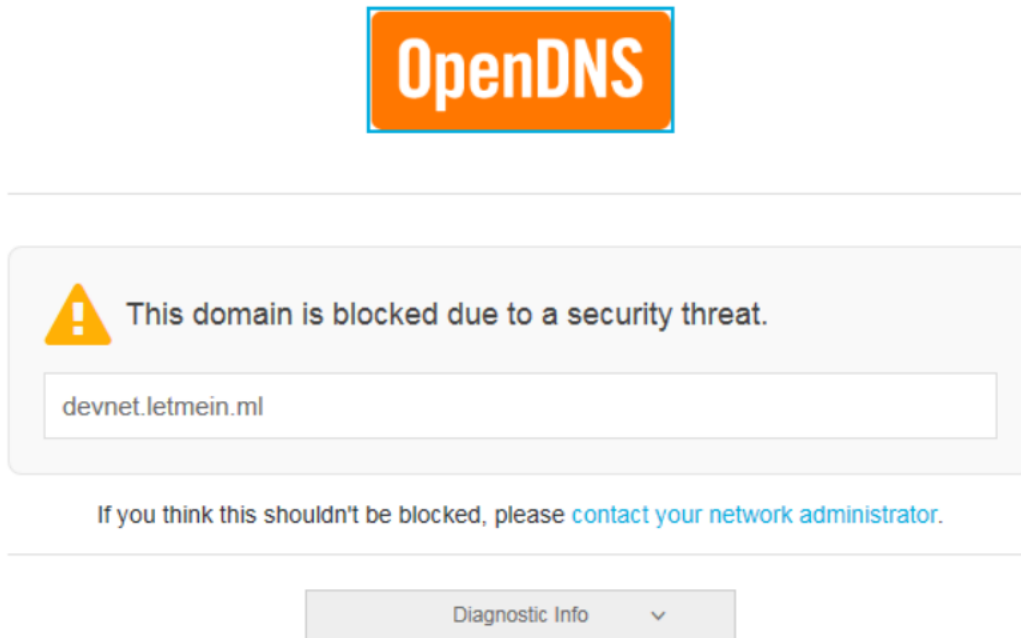 OpenDNS
This domain is blocked due to a security threat.
devnet.letmein.ml
If you think this shouldn't be blocked, please contact your network administrator.
Diagnostic Info